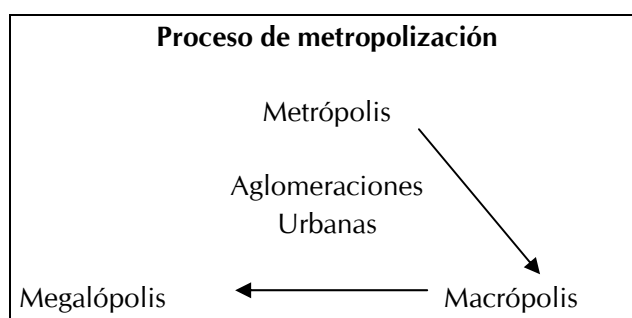 Proceso de metropolización
Metrópolis
Aglomeraciones
Urbanas
Megalópolis
Macrópolis